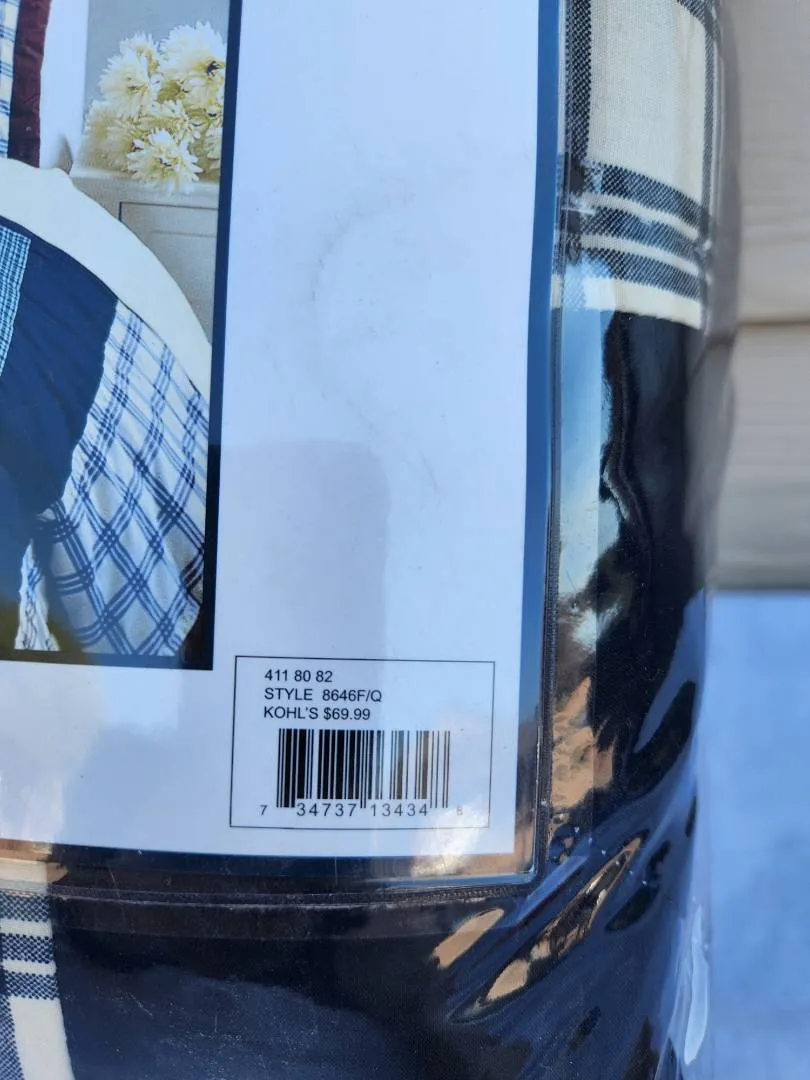 411 80 82
STYLE 8646F/Q
KOHL'S $69.99
7 34737 13434 8